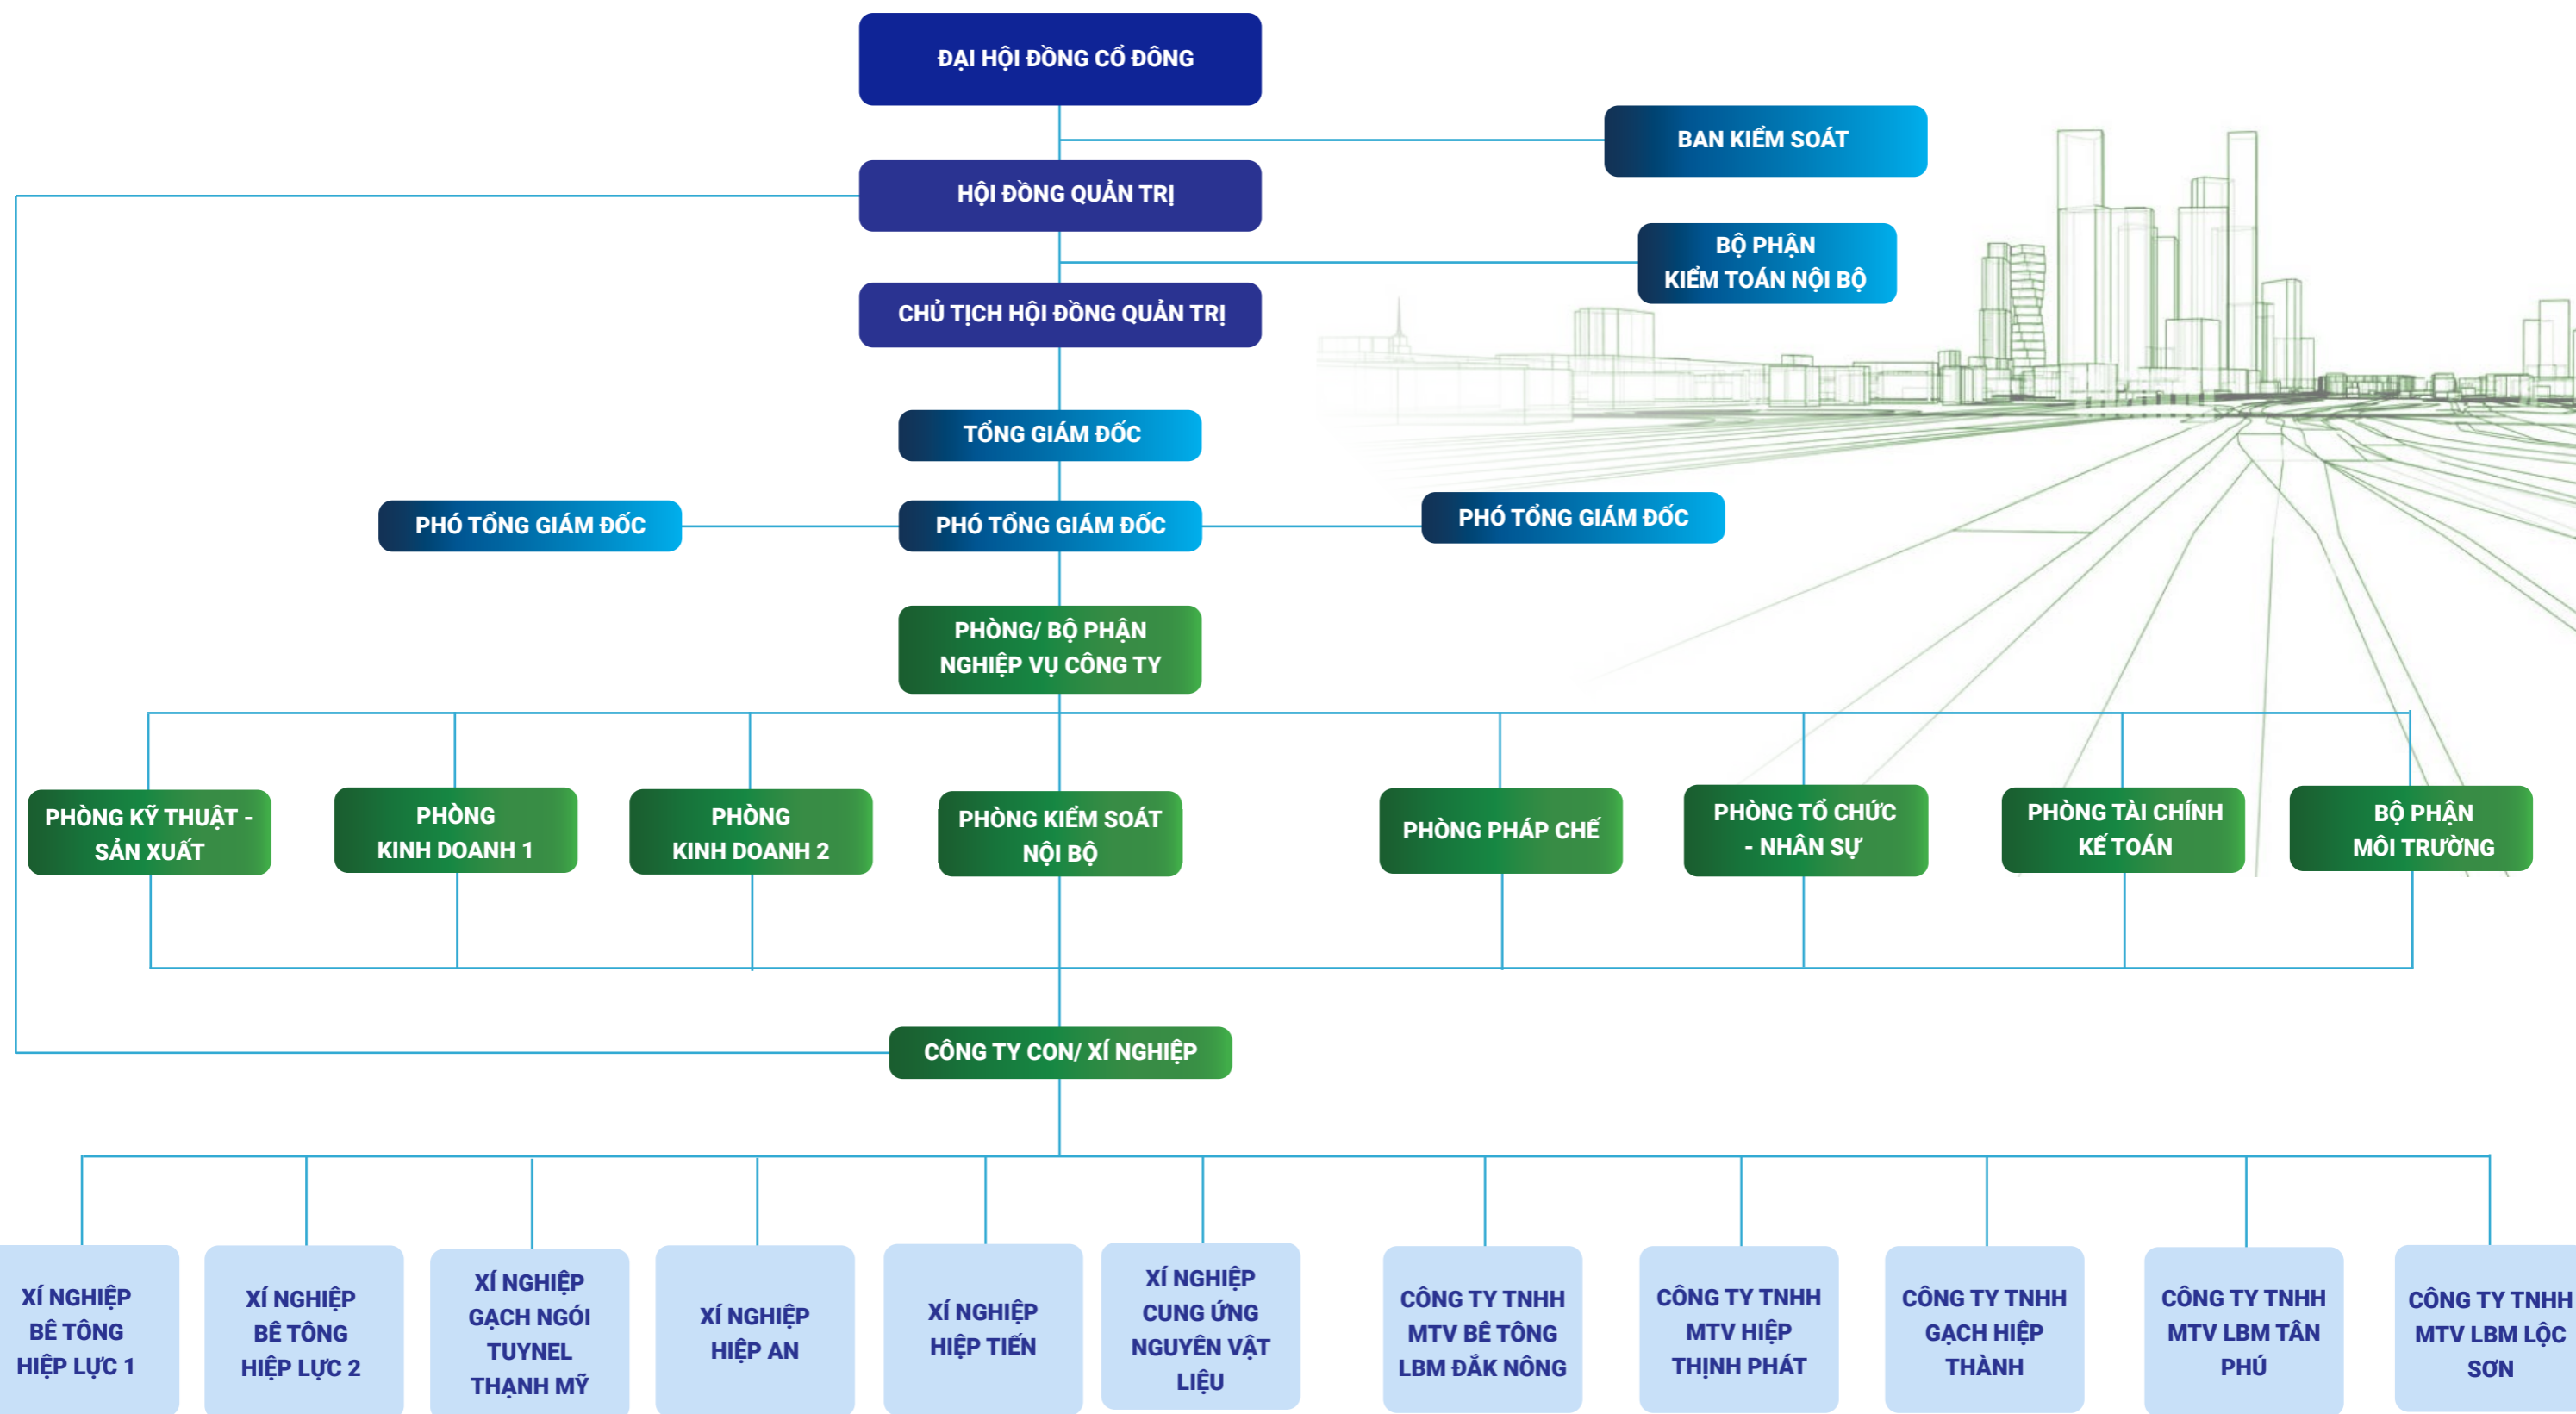 ĐẠI HỘI ĐỒNG CỔ ĐÔNG
BAN KIỂM SOÁT
HỘI ĐỒNG QUẢN TRỊ
BỘ PHẬN
KIỂM TOÁN NỘI BỘ
CHỦ TỊCH HỘI ĐỒNG QUẢN TRỊ
TỔNG GIÁM ĐỐC
PHÓ TỔNG GIÁM ĐỐC
PHÓ TỔNG GIÁM ĐỐC
PHÓ TỔNG GIÁM ĐỐC
PHÒNG/ BỘ PHẬN
NGHIỆP VỤ CÔNG TY
PHÒNG KỸ THUẬT -
SẢN XUẤT
PHÒNG
KINH DOANH 1
PHÒNG
KINH DOANH 2
PHÒNG KIỂM SOÁT
NỘI BỘ
PHÒNG PHÁP CHẾ
PHÒNG TỔ CHỨC
- NHÂN SỰ
PHÒNG TÀI CHÍNH
KẾ TOÁN
BỘ PHẬN
MÔI TRƯỜNG
CÔNG TY CON/ XÍ NGHIỆP
XÍ NGHIỆP
BÊ TÔNG
HIỆP LỰC 1
XÍ NGHIỆP
BÊ TÔNG
HIỆP LỰC 2
XÍ NGHIỆP
GẠCH NGÓI
TUYNEL
THẠNH MỸ
XÍ NGHIỆP
HIỆP AN
XÍ NGHIỆP
HIỆP TIẾN
XÍ NGHIỆP
CUNG ỨNG
NGUYÊN VẬT
LIỆU
CÔNG TY TNHH
MTV BÊ TÔNG
LBM ĐẮK NÔNG
CÔNG TY TNHH
MTV HIỆP
THỊNH PHÁT
CÔNG TY TNHH
GẠCH HIỆP
THÀNH
CÔNG TY TNHH
MTV LBM TÂN
PHÚ
CÔNG TY TNHH
MTV LBM LỘC
SƠN